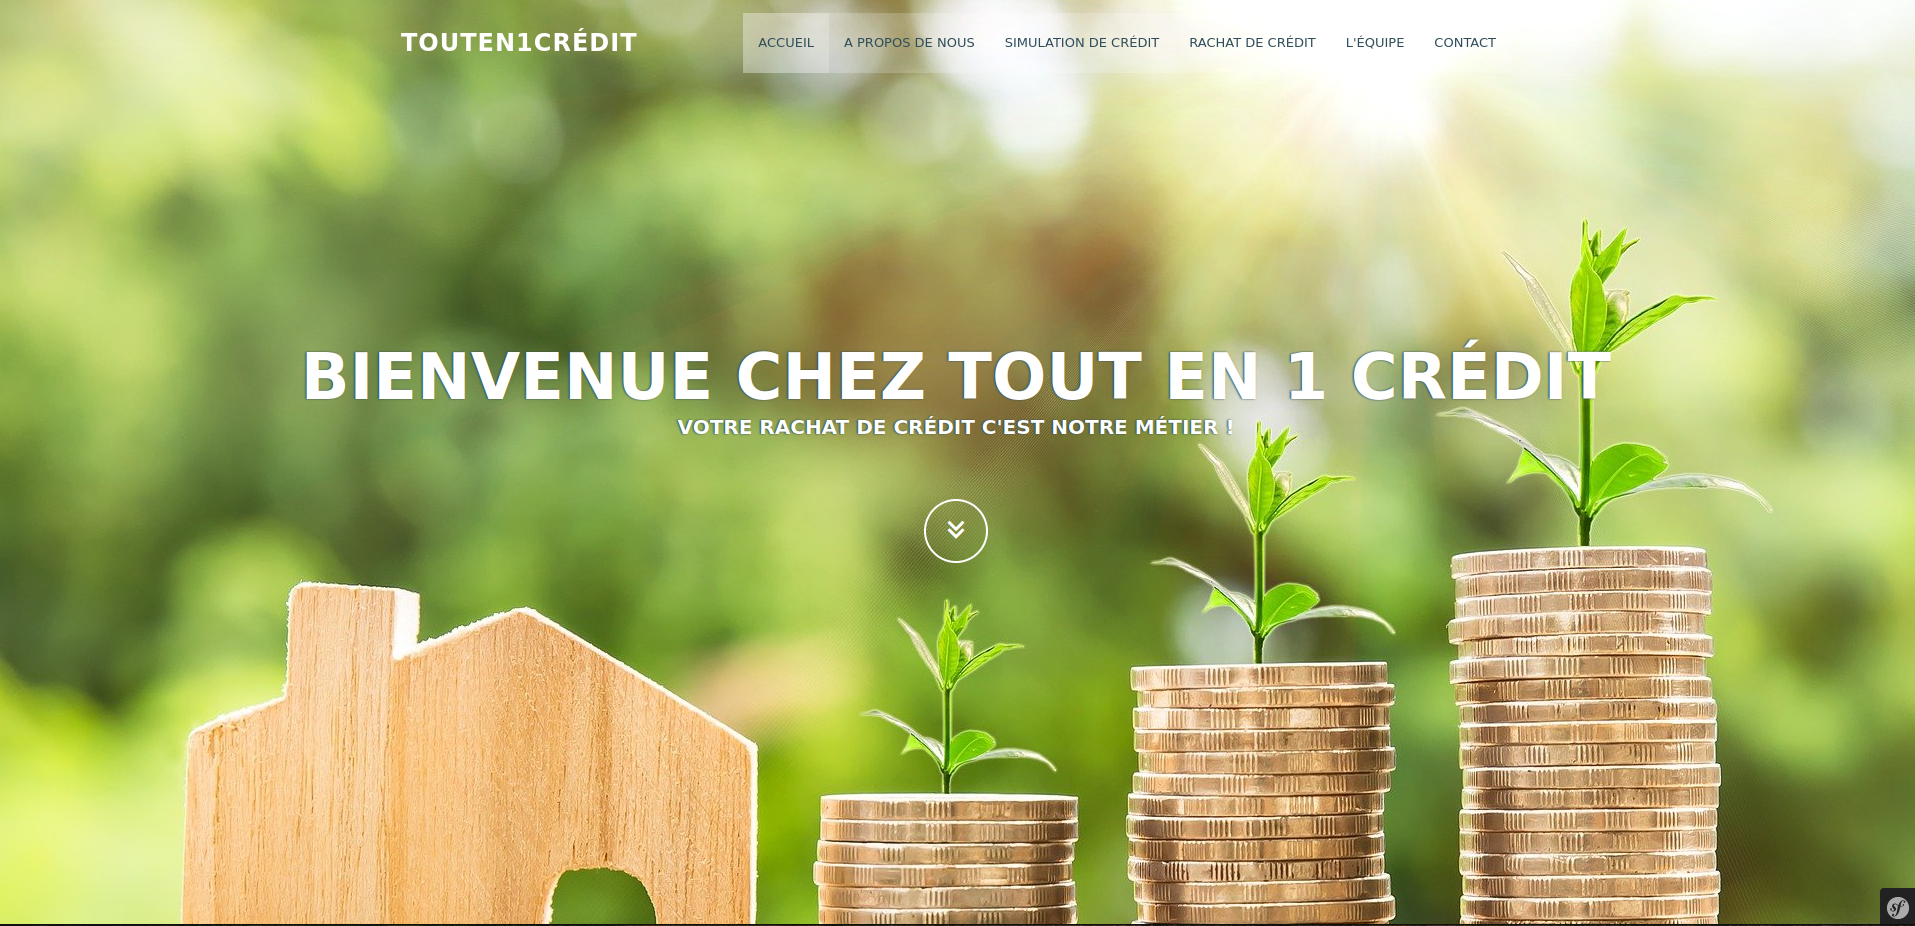 TOUTEN1CRÉDIT
ACCUEIL
A PROPOS DE NOUS
SIMULATION DE CRÉDIT
RACHAT DE CRÉDIT
L'ÉQUIPE
CONTACT
BIENVENUE CHEZ TOUT EN 1 CRÉDIT
VOTRE RACHAT DE CRÉDIT C'EST NOTRE MÉTIER !
sf